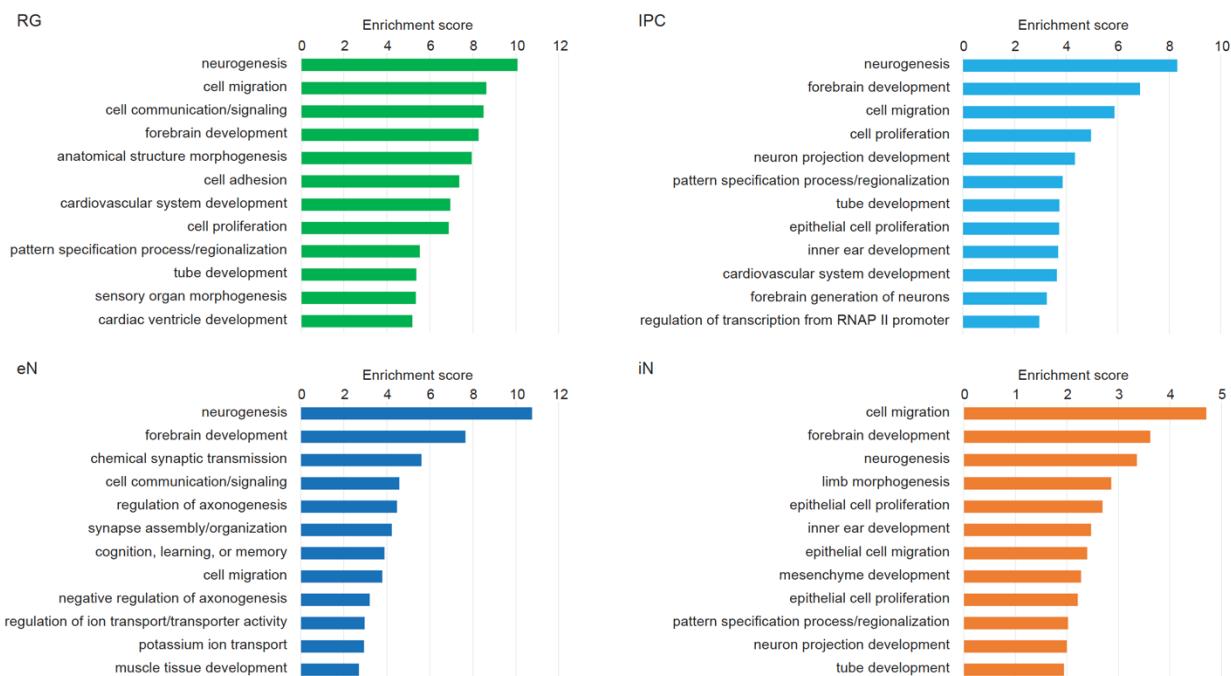 RG
Enrichment score
0 2 4 6 8 10 12
neurogenesis
cell migration
cell communication/signaling
forebrain development
anatomical structure morphogenesis
cell adhesion
cardiovascular system development
cell proliferation
pattern specification process/regionalization
tube development
sensory organ morphogenesis
cardiac ventricle development
IPC
Enrichment score
0 2 4 6 8 10
neurogenesis
forebrain development
cell migration
cell proliferation
neuron projection development
pattern specification process/regionalization
tube development
epithelial cell proliferation
inner ear development
cardiovascular system development
forebrain generation of neurons
regulation of transcription from RNAP II promoter
eN
Enrichment score
0 2 4 6 8 10 12
neurogenesis
forebrain development
chemical synaptic transmission
cell communication/signaling
regulation of axonogenesis
synapse assembly/organization
cognition, learning, or memory
cell migration
negative regulation of axonogenesis
regulation of ion transport/transporter activity
potassium ion transport
muscle tissue development
iN
Enrichment score
0 1 2 3 4 5
cell migration
forebrain development
neurogenesis
limb morphogenesis
epithelial cell proliferation
inner ear development
epithelial cell migration
mesenchyme development
epithelial cell proliferation
pattern specification process/regionalization
neuron projection development
tube development